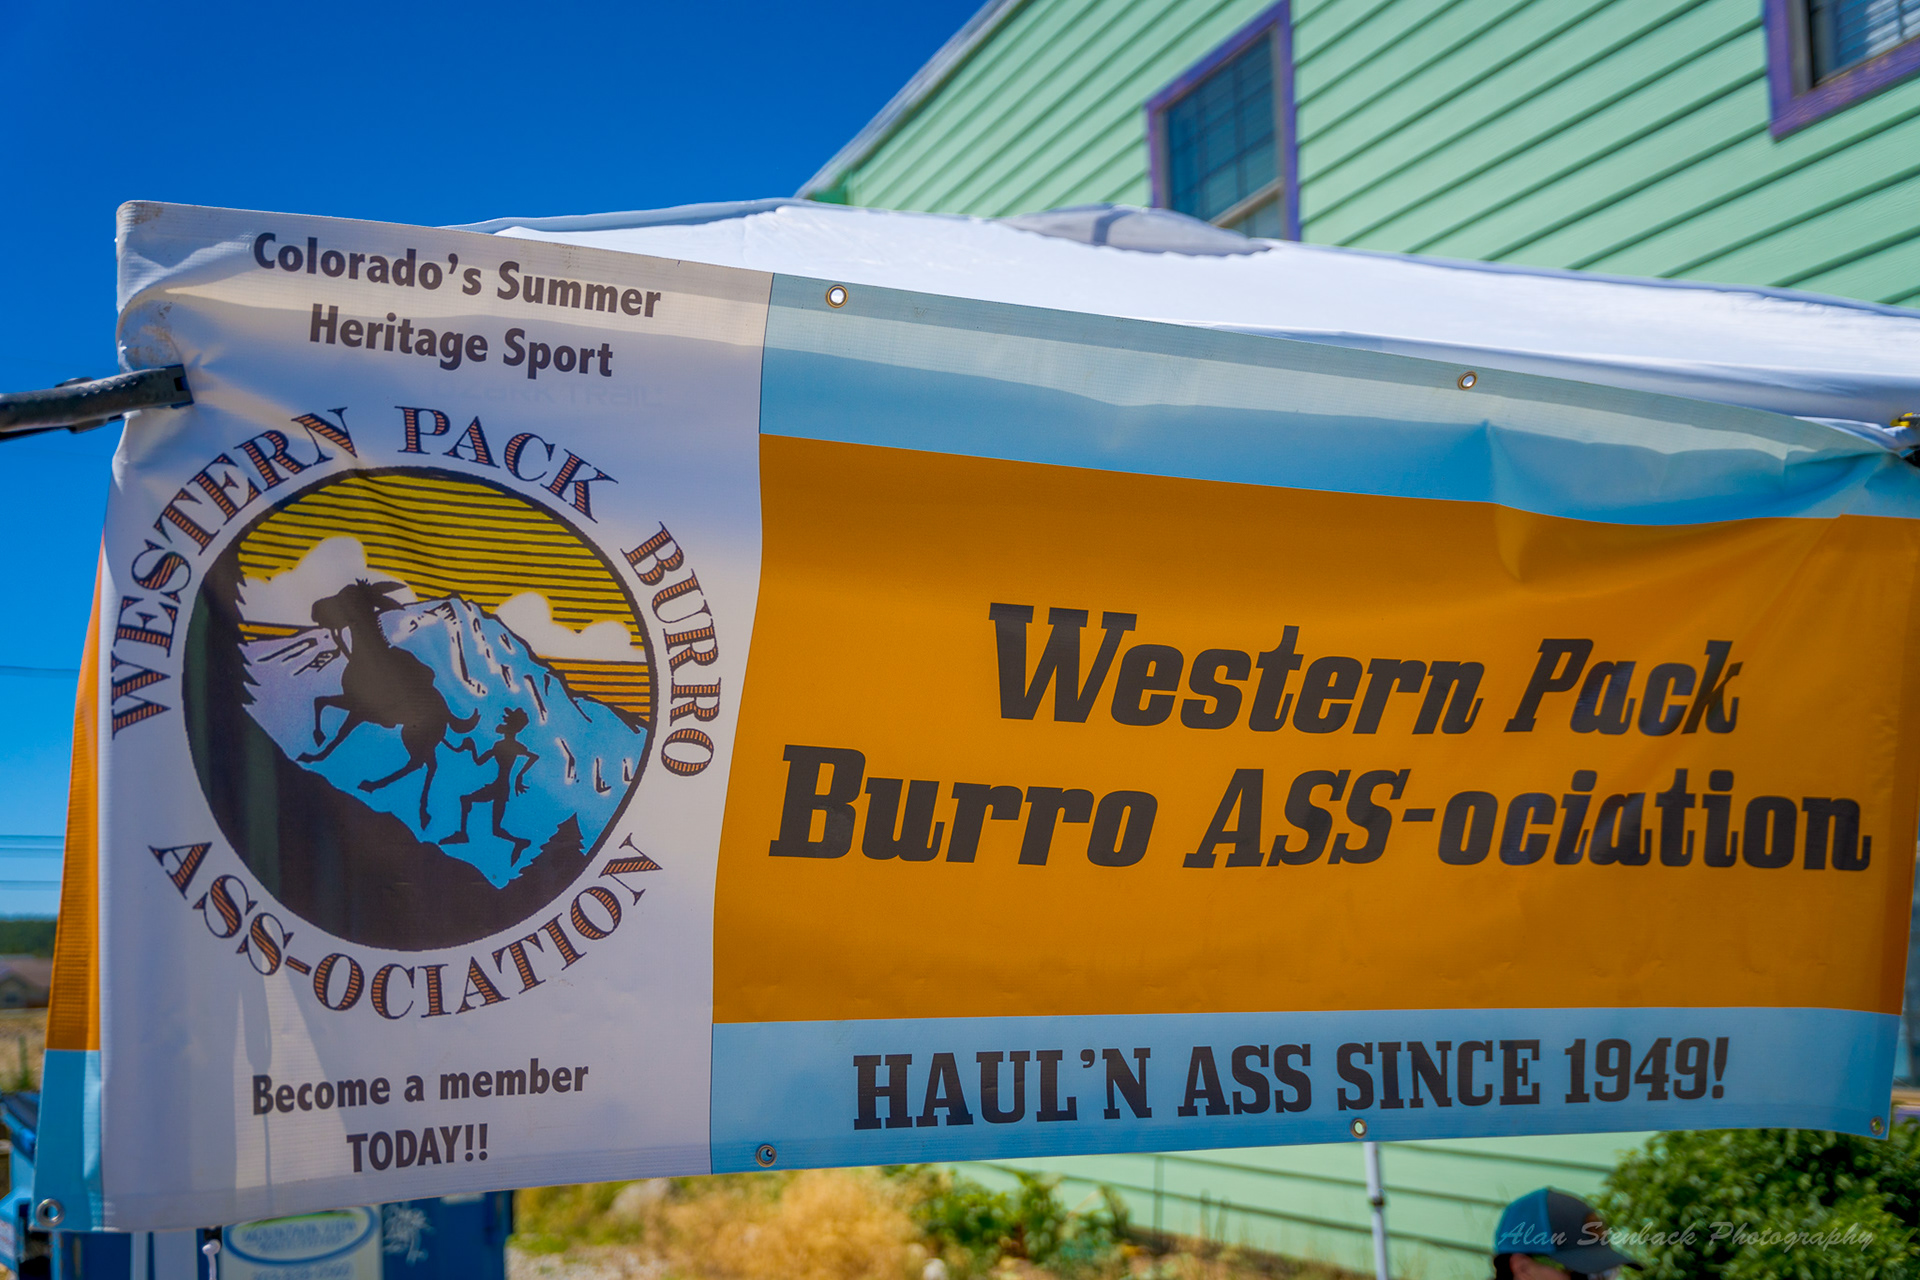 Colorado's Summer
Heritage Sport
WESTERN PACK BURRO
ASS-OCIATION
Become a member
TODAY!!
Western Pack
Burro ASS-ociation
HAUL'N ASS SINCE 1949!
Alan Stenback Photography